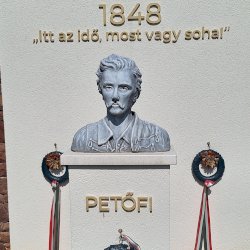 1848
„Itt az idő, most vagy soha!”
PETŐFI